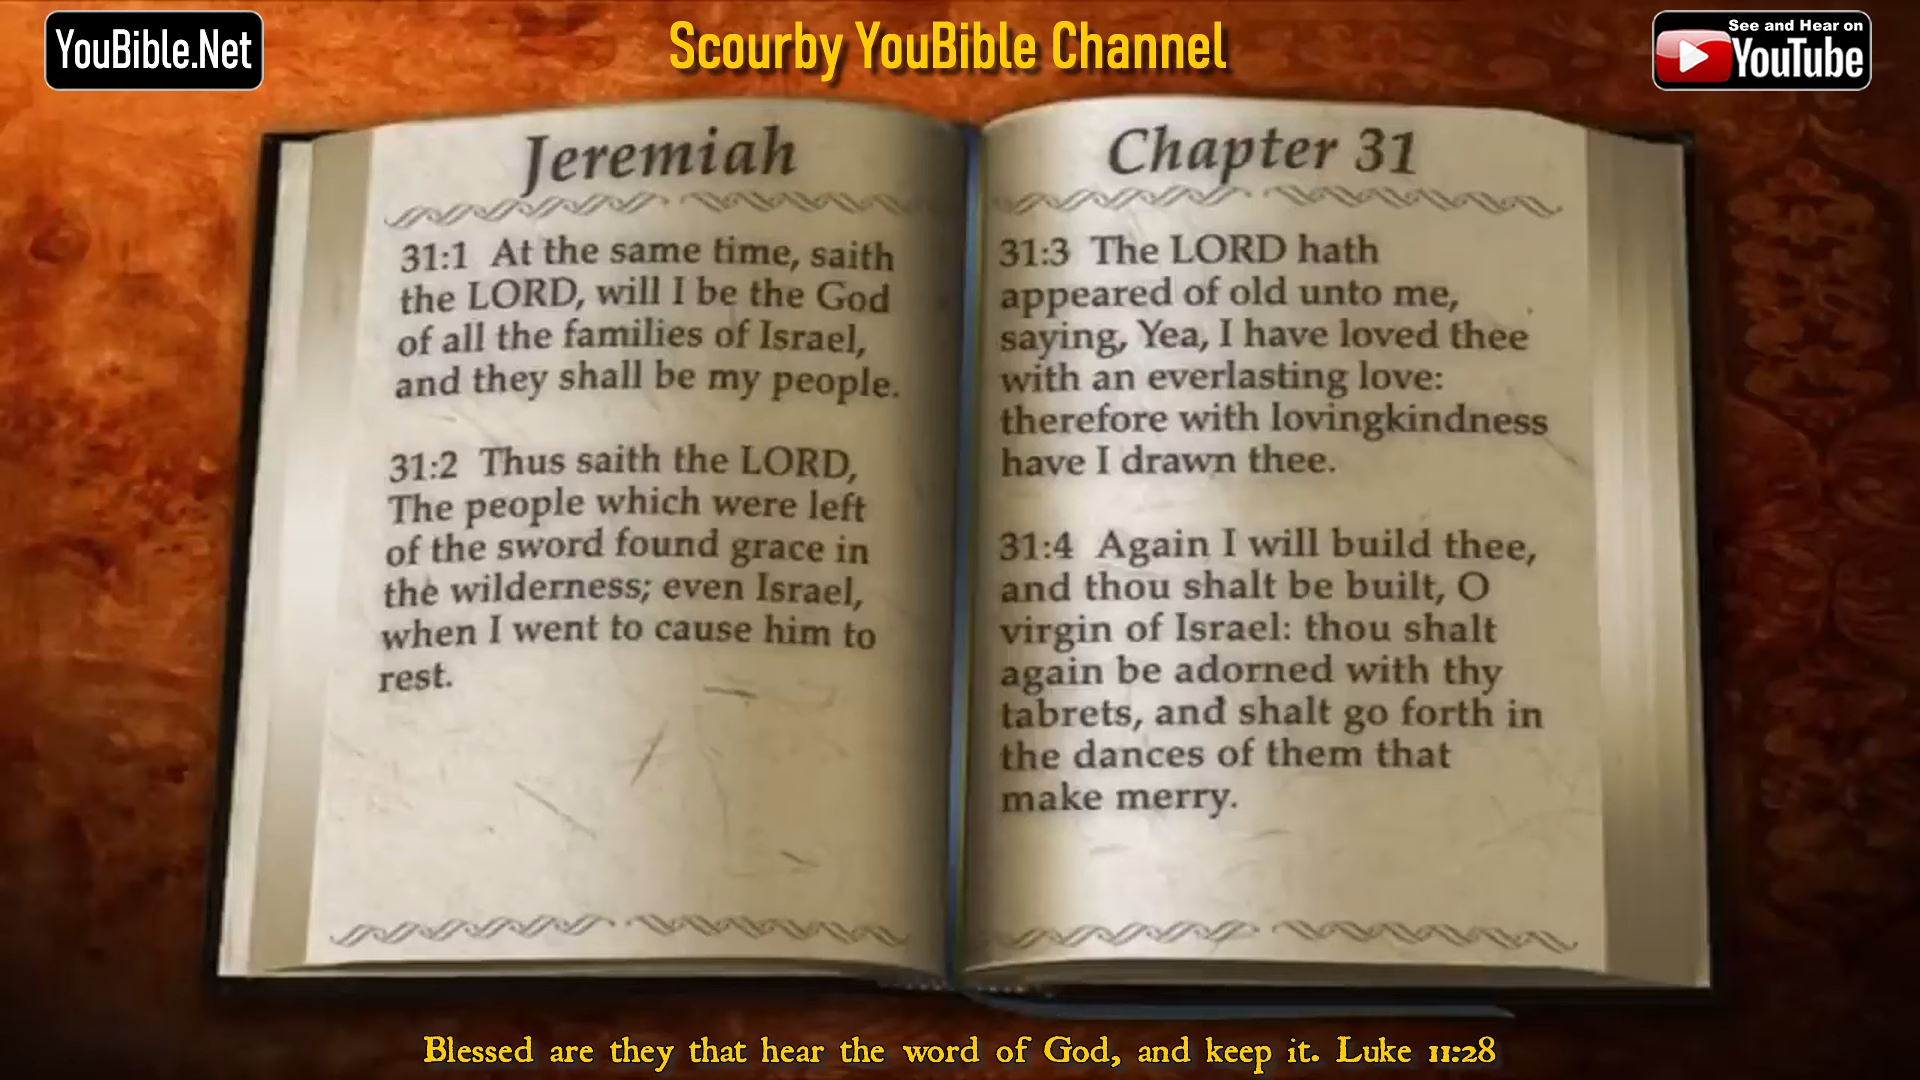 YouBible.Net
Scourby YouBible Channel
See and Hear on
YouTube
Jeremiah
31:1 At the same time, saith
the LORD, will I be the God
of all the families of Israel,
and they shall be my people.
31:2 Thus saith the LORD,
The people which were left
of the sword found grace in
the wilderness; even Israel,
when I went to cause him to
rest.
Chapter 31
31:3 The LORD hath
appeared of old unto me,
saying, Yea, I have loved thee
with an everlasting love:
therefore with lovingkindness
have I drawn thee.
31:4 Again I will build thee,
and thou shalt be built, O
virgin of Israel: thou shalt
again be adorned with thy
tabrets, and shalt go forth in
the dances of them that
make merry.
Blessed are they that hear the word of God, and keep it. Luke 11:28